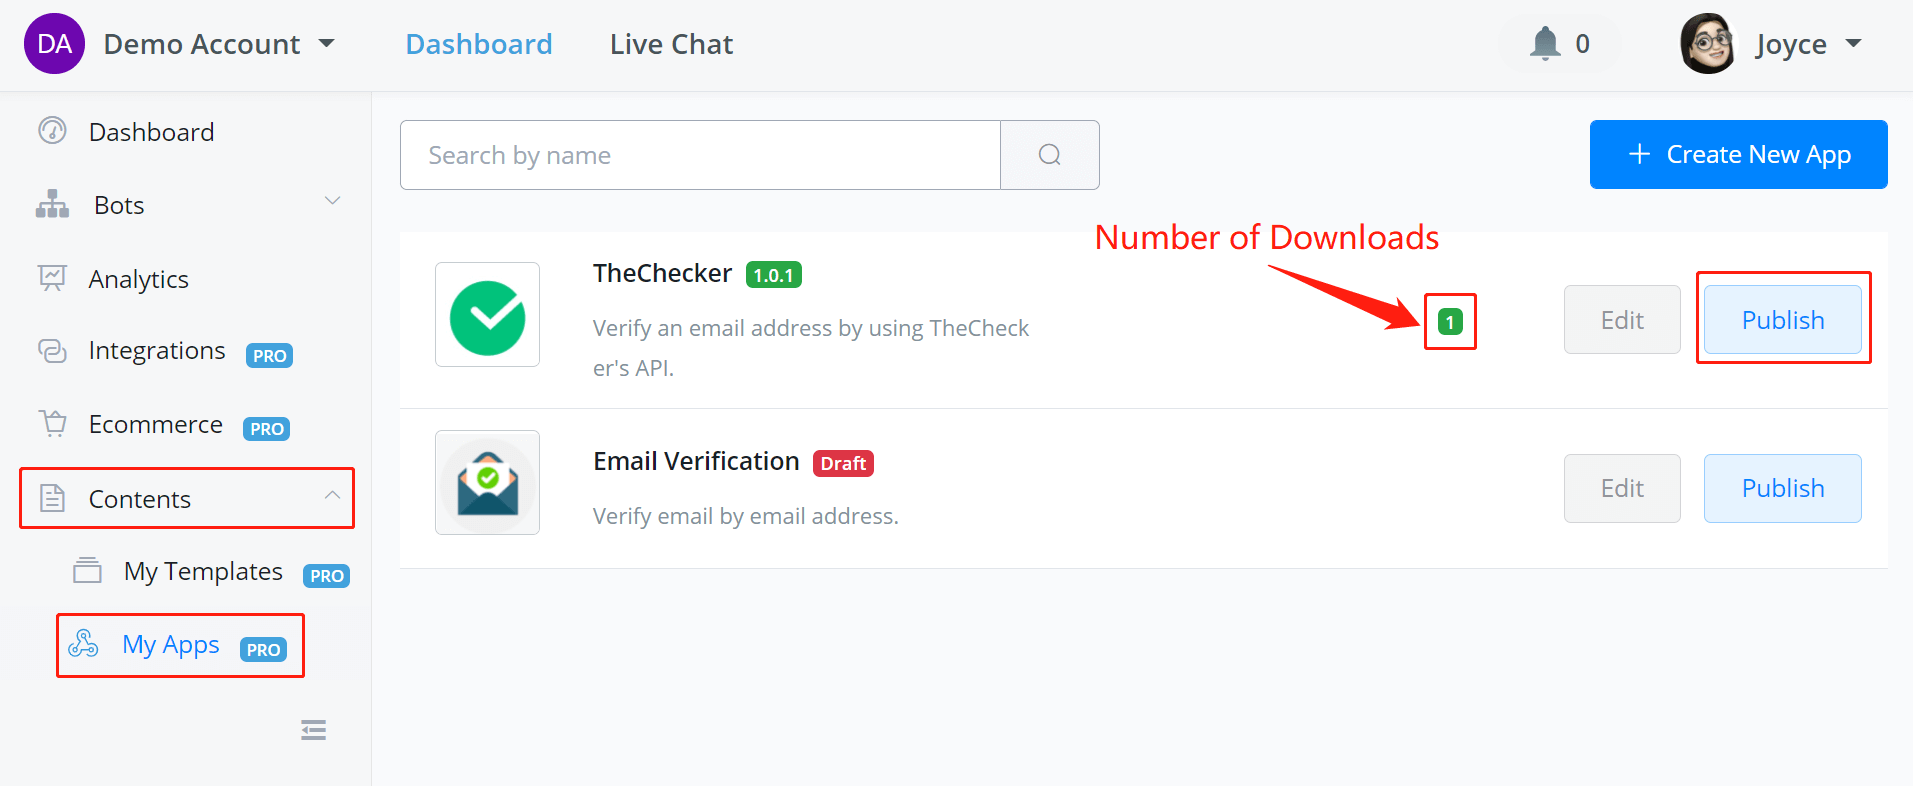 DA Demo Account Dashboard Live Chat 0 Joyce
Dashboard
Search by name
Create New App
Bots
Number of Downloads
Analytics
TheChecker 1.0.1
Verify an email address by using TheCheck
er's API.
1
Edit
Publish
Integrations PRO
Ecommerce PRO
Email Verification Draft
Verify email by email address.
Edit
Publish
Contents
My Templates PRO
My Apps PRO